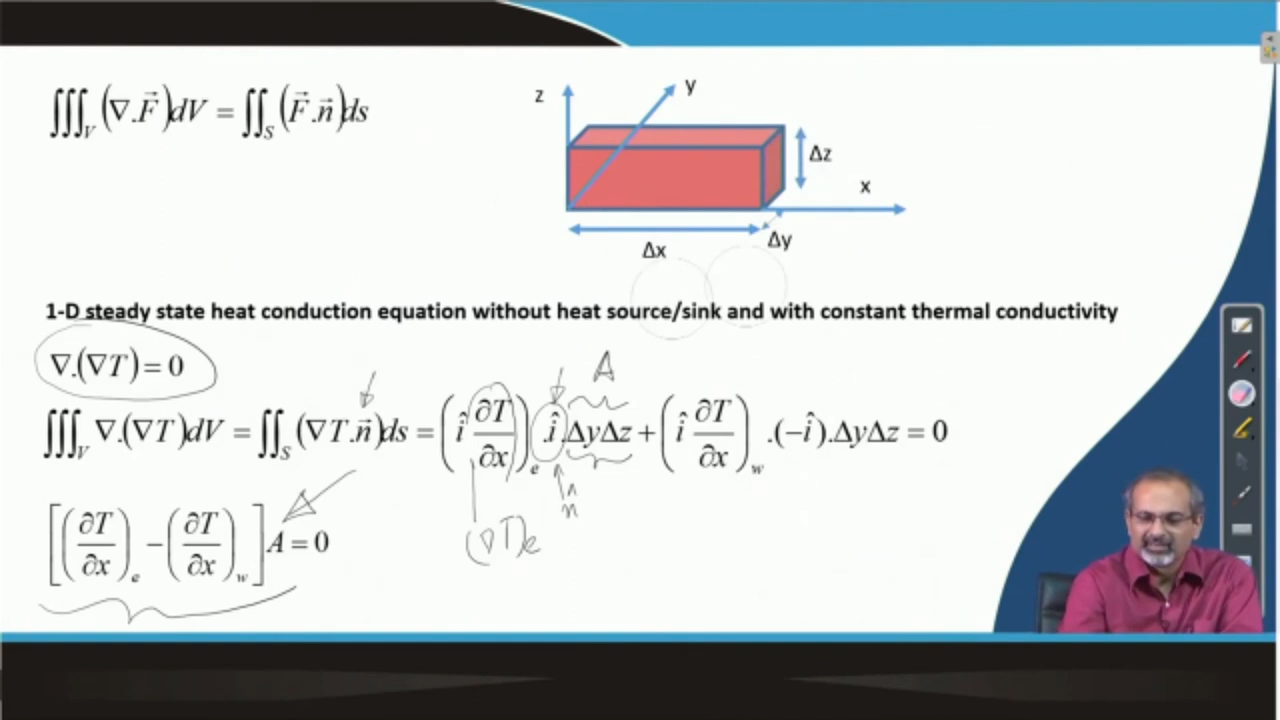 ∭_V (∇.F⃗)dV = ∬_S (F⃗.n⃗)ds
z
y
Δz
x
Δy
Δx
1-D steady state heat conduction equation without heat source/sink and with constant thermal conductivity
∇.(∇T) = 0
A
∭_V ∇.(∇T)dV = ∬_S (∇T.n⃗)ds = (î ∂T/∂x)_e .î.ΔyΔz + (î ∂T/∂x)_w .(−î).ΔyΔz = 0
n̂
(∇T)_e
[(∂T/∂x)_e − (∂T/∂x)_w]A = 0